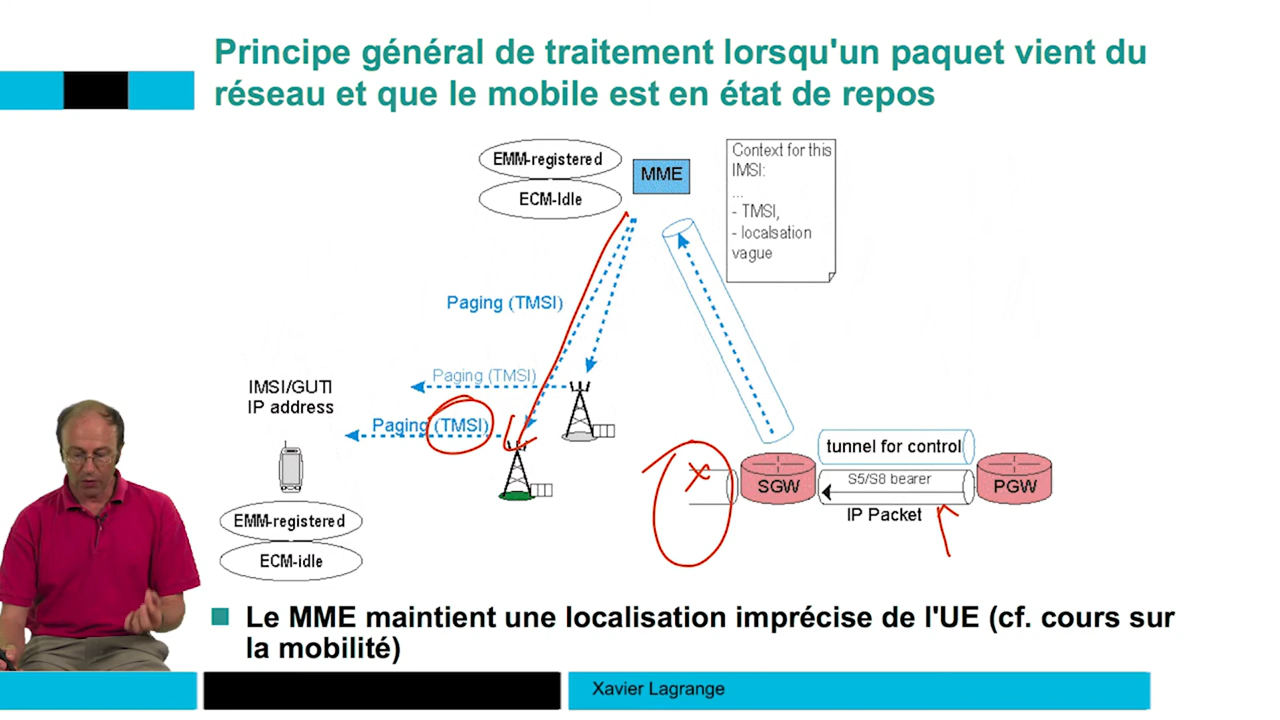 Principe général de traitement lorsqu'un paquet vient du
réseau et que le mobile est en état de repos
EMM-registered
ECM-Idle
MME
Context for this
IMSI:
...
- TMSI,
- localsation
vague
Paging (TMSI)
Paging (TMSI)
IMSI/GUTI
IP address
Paging (TMSI)
tunnel for control
SGW
S5/S8 bearer
PGW
IP Packet
EMM-registered
ECM-idle
Le MME maintient une localisation imprécise de l'UE (cf. cours sur
la mobilité)
Xavier Lagrange